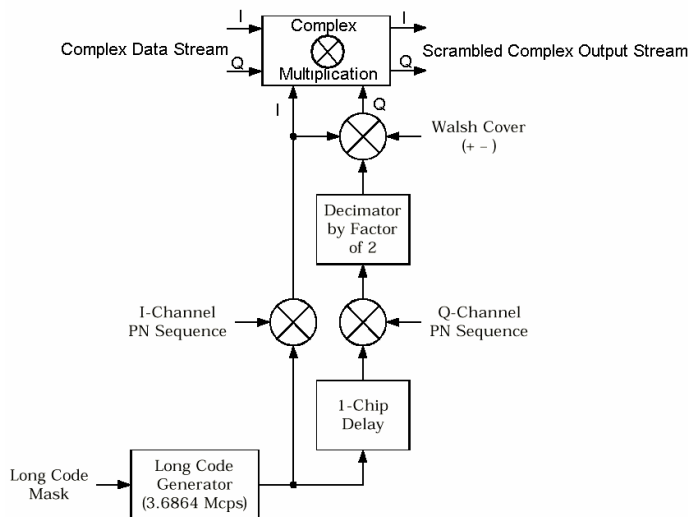 I
Complex
I
Complex Data Stream
Scrambled Complex Output Stream
Q
Multiplication
Q
I
Q
Walsh Cover
(+ – )
Decimator
by Factor
of 2
I-Channel
PN Sequence
Q-Channel
PN Sequence
1-Chip
Delay
Long Code
Mask
Long Code
Generator
(3.6864 Mcps)